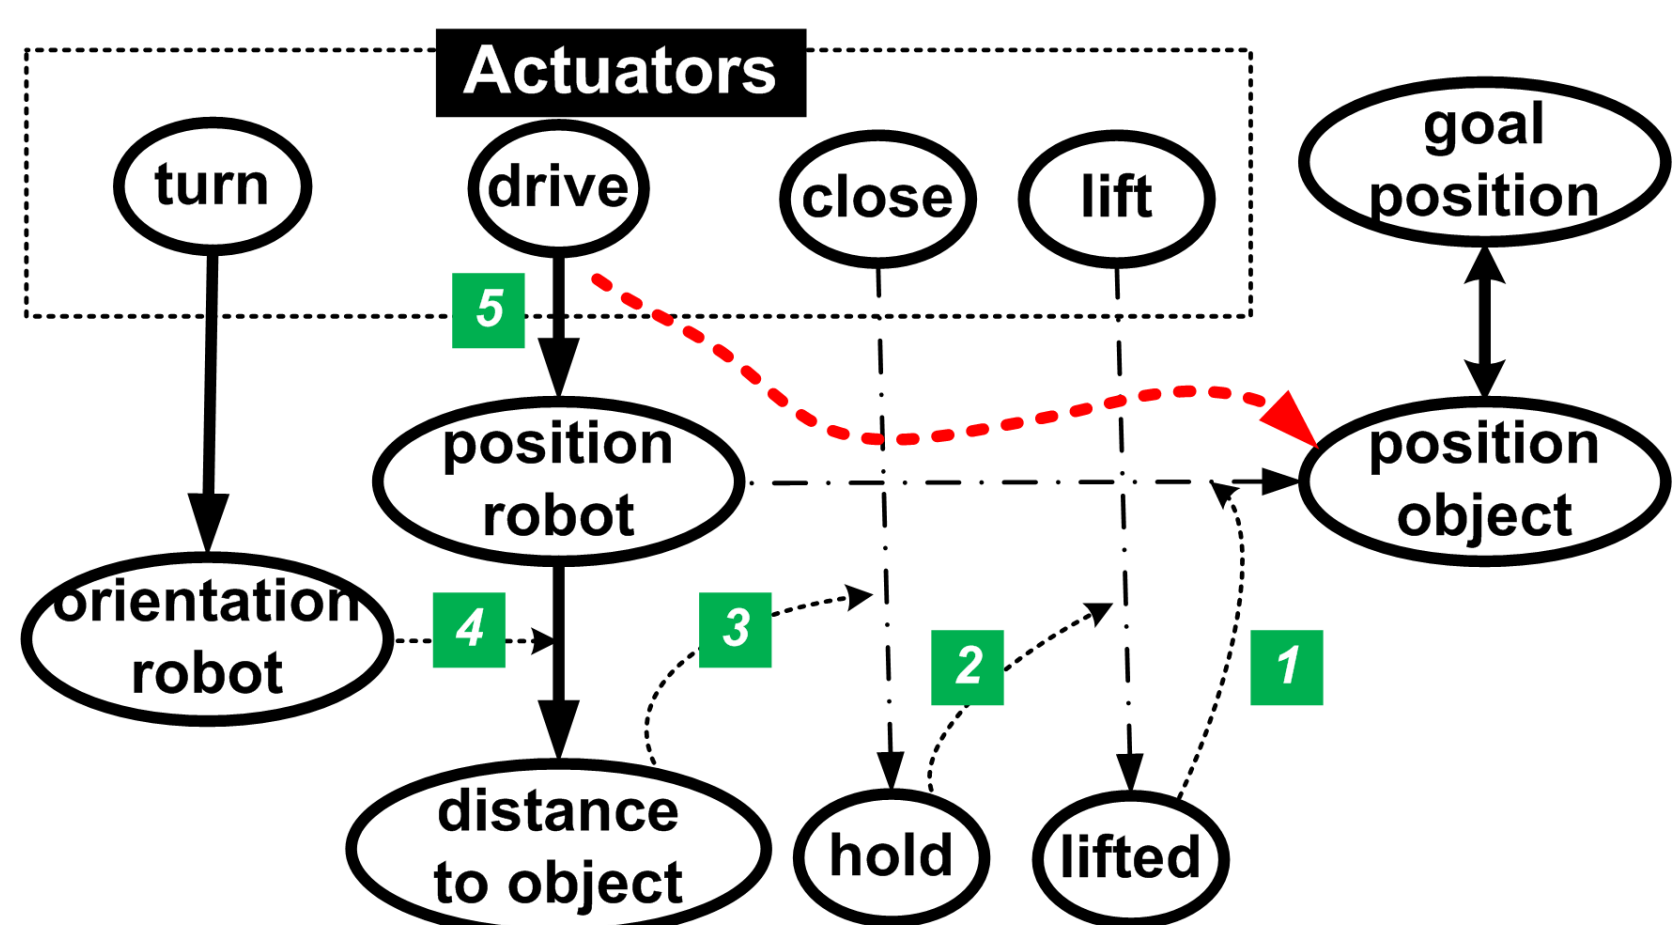 Actuators
turn
drive
close
lift
goal
position
5
position
robot
position
object
orientation
robot
4
3
2
1
distance
to object
hold
lifted